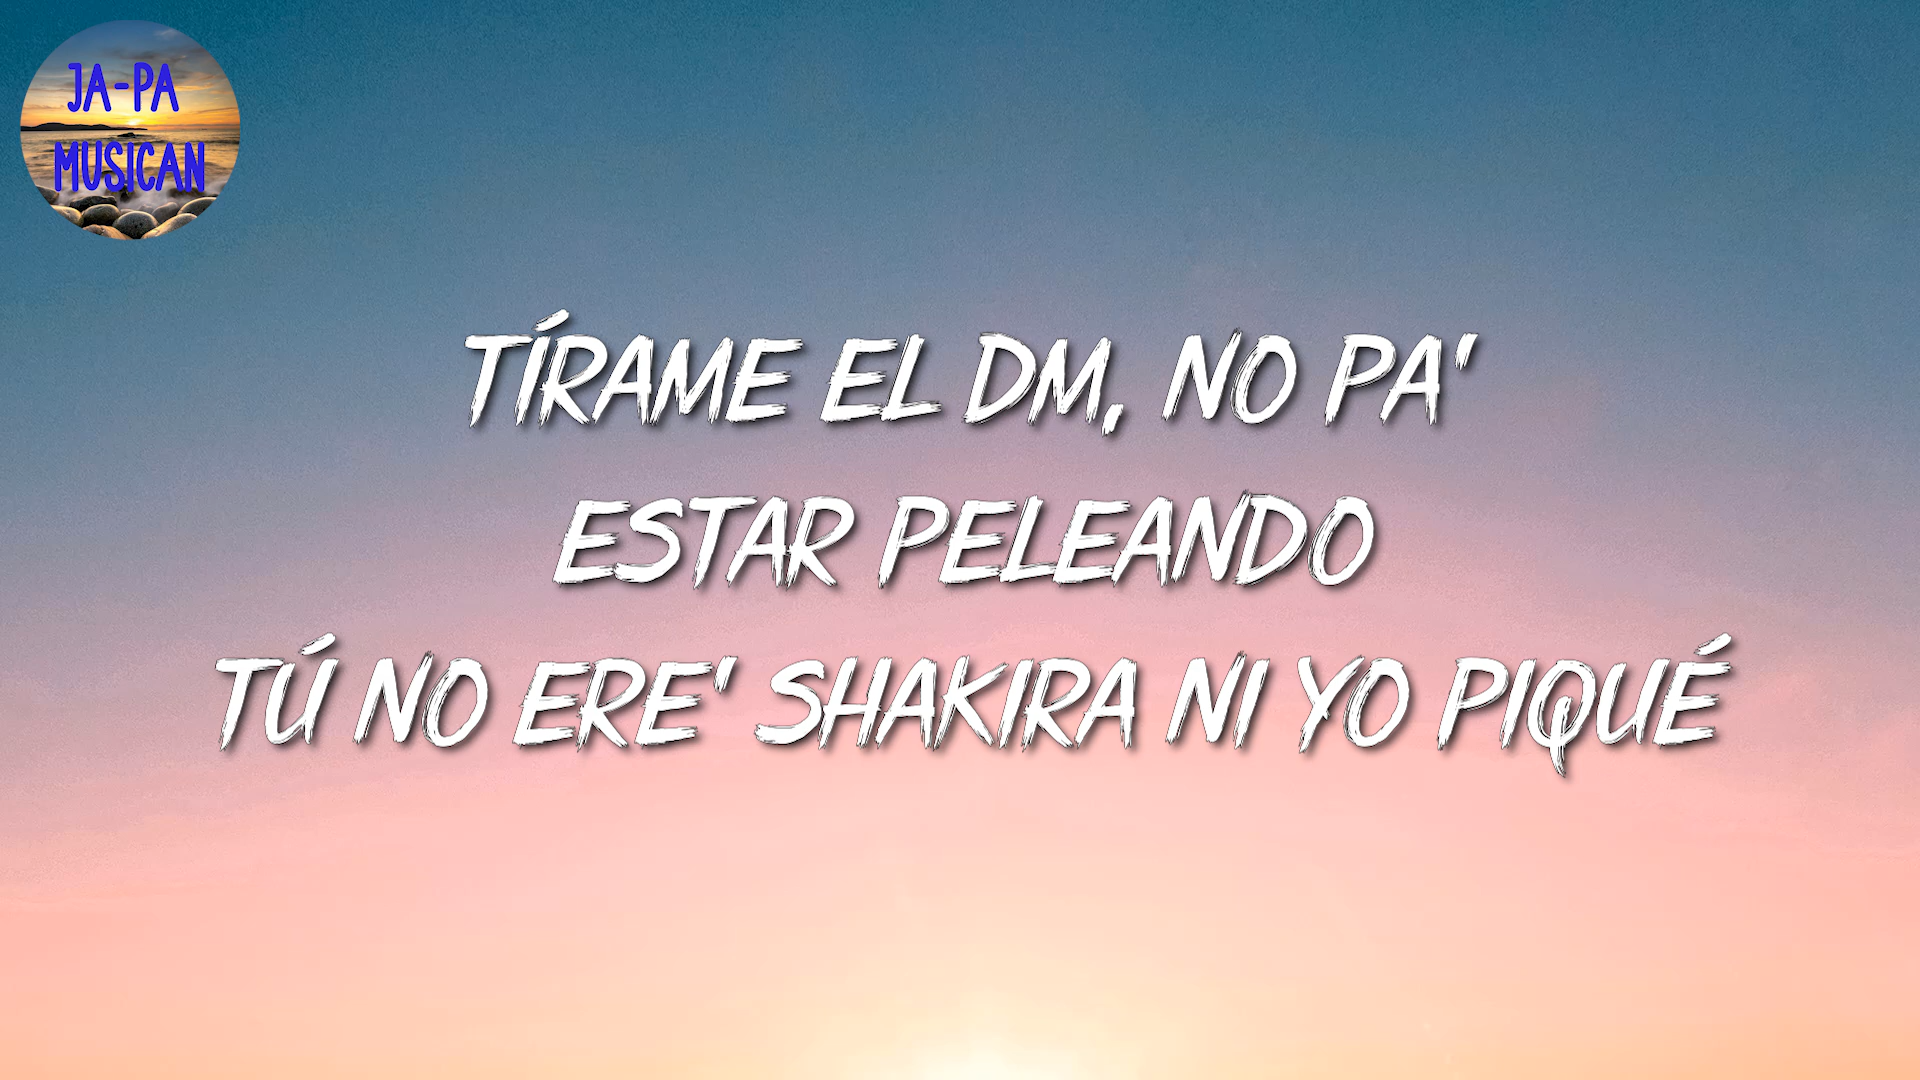 JA-PA
MUSICAN
TÍRAME EL DM, NO PA'
ESTAR PELEANDO
TÚ NO ERE' SHAKIRA NI YO PIQUÉ